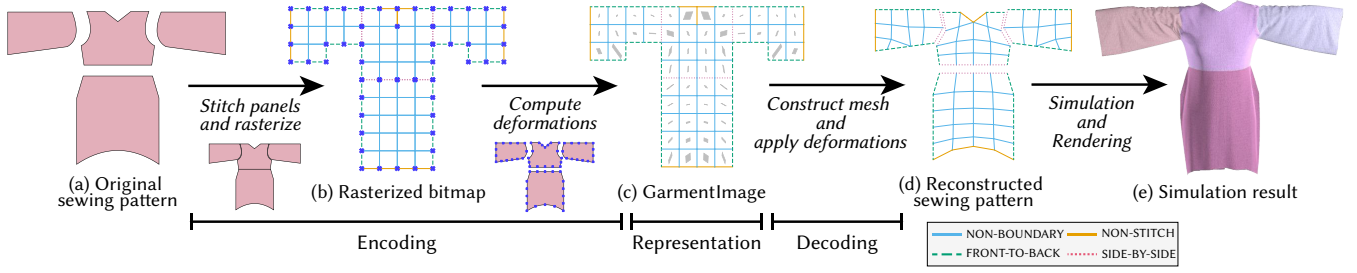 Stitch panels
and rasterize
Compute
deformations
Construct mesh
and
apply deformations
Simulation
and
Rendering
(a) Original
sewing pattern
(b) Rasterized bitmap
(c) GarmentImage
(d) Reconstructed
sewing pattern
(e) Simulation result
Encoding
Representation
Decoding
NON-BOUNDARY
NON-STITCH
FRONT-TO-BACK
SIDE-BY-SIDE